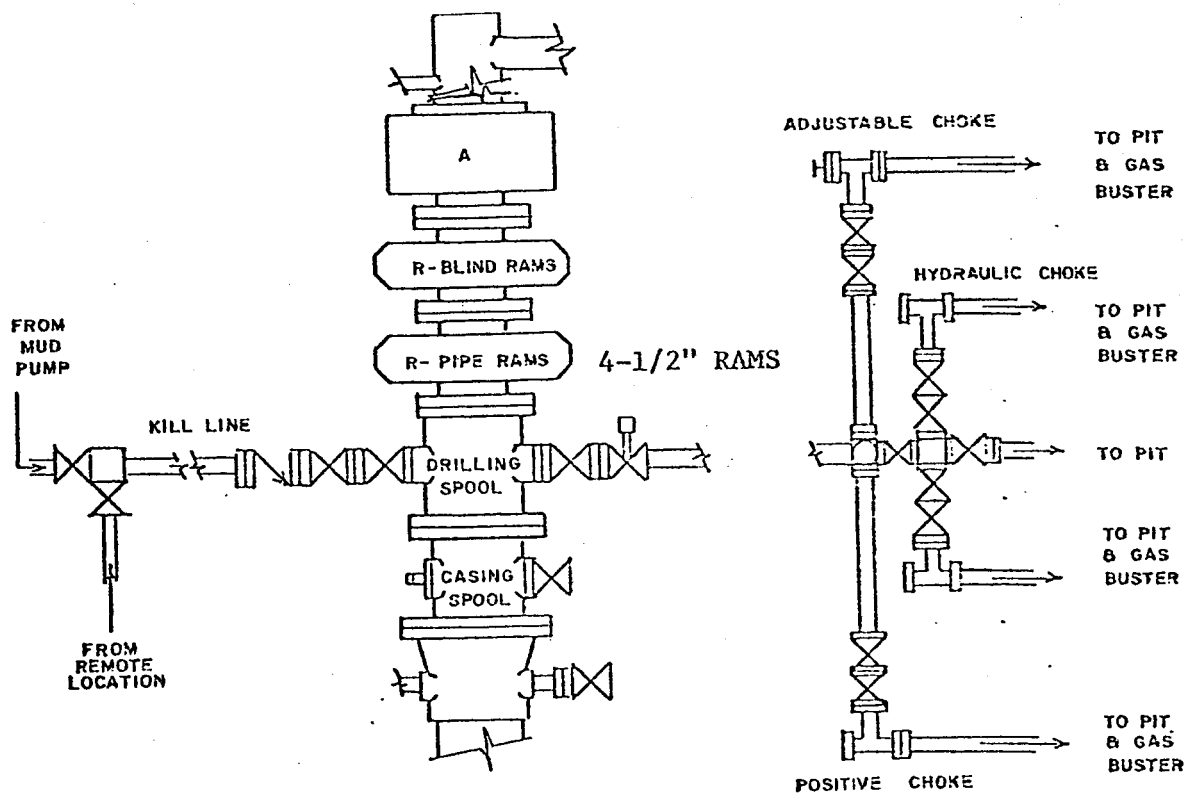 A
R-BLIND RAMS
R- PIPE RAMS
4-1/2" RAMS
FROM
MUD
PUMP
KILL LINE
DRILLING
SPOOL
CASING
SPOOL
FROM
REMOTE
LOCATION
ADJUSTABLE CHOKE
TO PIT
& GAS
BUSTER
HYDRAULIC CHOKE
TO PIT
& GAS
BUSTER
TO PIT
TO PIT
& GAS
BUSTER
TO PIT
& GAS
BUSTER
POSITIVE CHOKE